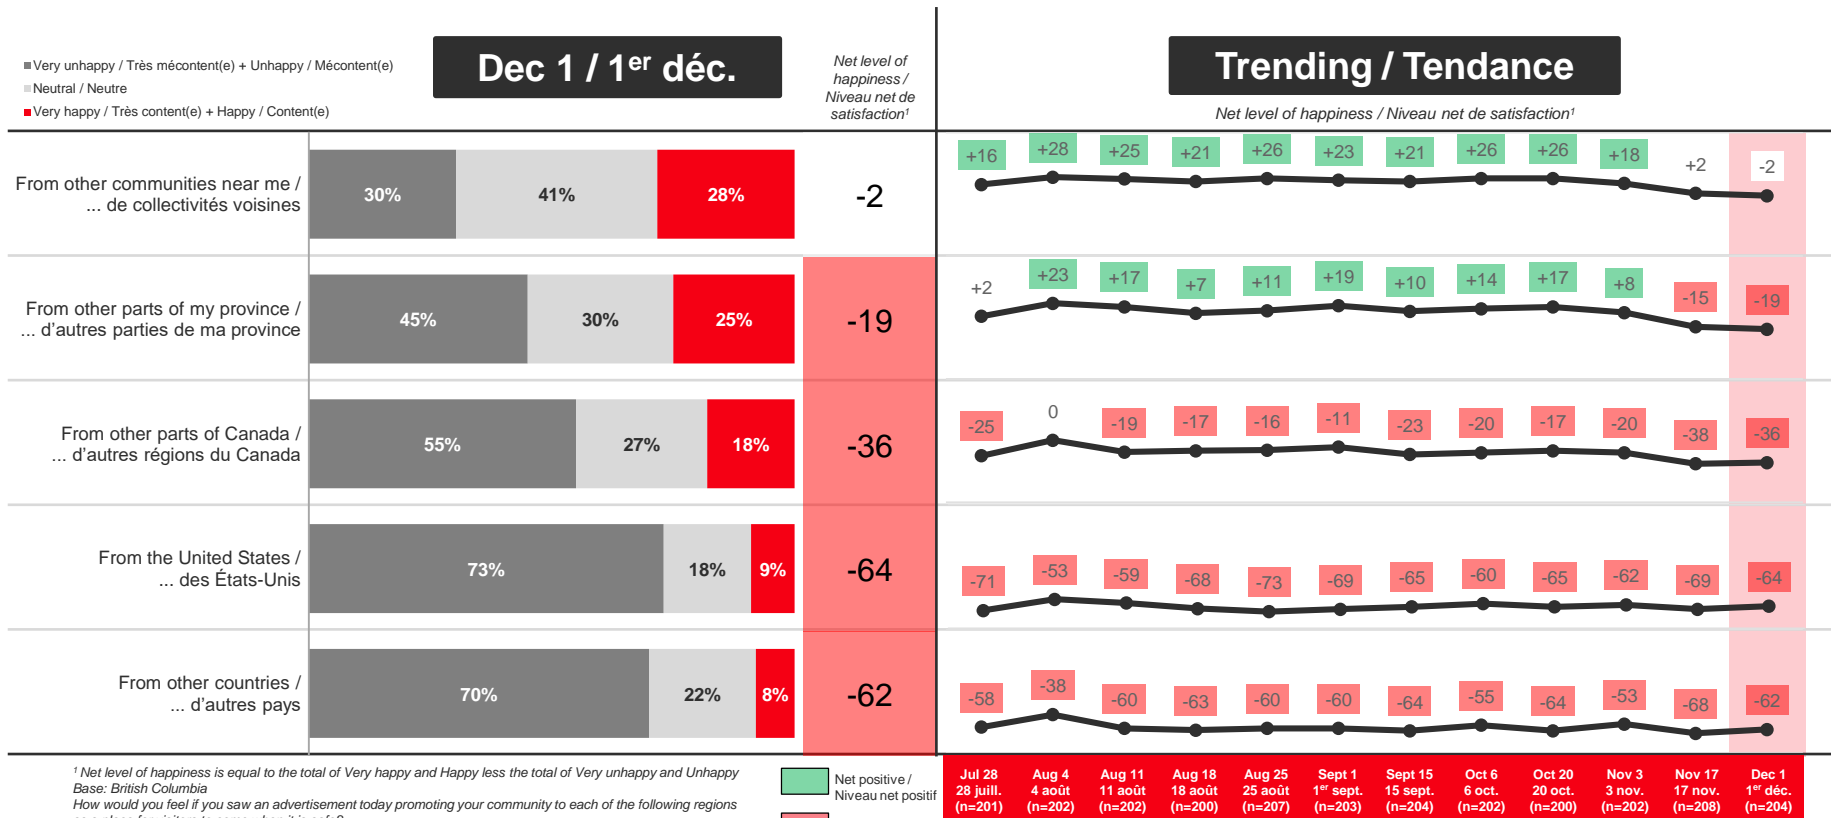 Very unhappy / Très mécontent(e) + Unhappy / Mécontent(e)
Neutral / Neutre
Very happy / Très content(e) + Happy / Content(e)
Dec 1 / 1er déc.
Net level of
happiness /
Niveau net de
satisfaction¹
Trending / Tendance
Net level of happiness / Niveau net de satisfaction¹
From other communities near me /
... de collectivités voisines
30% 41% 28%
-2
+16 +28 +25 +21 +26 +23 +21 +26 +26 +18 +2 -2
From other parts of my province /
... d'autres parties de ma province
45% 30% 25%
-19
+2 +23 +17 +7 +11 +19 +10 +14 +17 +8 -15 -19
From other parts of Canada /
... d'autres régions du Canada
55% 27% 18%
-36
-25 0 -19 -17 -16 -11 -23 -20 -17 -20 -38 -36
From the United States /
... des États-Unis
73% 18% 9%
-64
-71 -53 -59 -68 -73 -69 -65 -60 -65 -62 -69 -64
From other countries /
... d'autres pays
70% 22% 8%
-62
-58 -38 -60 -63 -60 -60 -64 -55 -64 -53 -68 -62
¹ Net level of happiness is equal to the total of Very happy and Happy less the total of Very unhappy and Unhappy
Base: British Columbia
How would you feel if you saw an advertisement today promoting your community to each of the following regions
Net positive /
Niveau net positif
Jul 28 Aug 4 Aug 11 Aug 18 Aug 25 Sept 1 Sept 15 Oct 6 Oct 20 Nov 3 Nov 17 Dec 1
28 juill. 4 août 11 août 18 août 25 août 1er sept. 15 sept. 6 oct. 20 oct. 3 nov. 17 nov. 1er déc.
(n=201) (n=202) (n=202) (n=200) (n=207) (n=203) (n=204) (n=202) (n=200) (n=202) (n=208) (n=204)